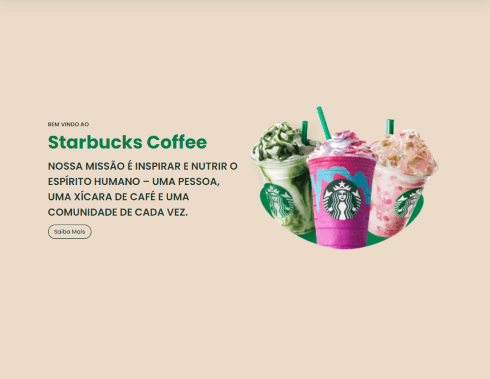 BEM VINDO AO
Starbucks Coffee
NOSSA MISSÃO É INSPIRAR E NUTRIR O
ESPÍRITO HUMANO – UMA PESSOA,
UMA XÍCARA DE CAFÉ E UMA
COMUNIDADE DE CADA VEZ.
Saiba Mais